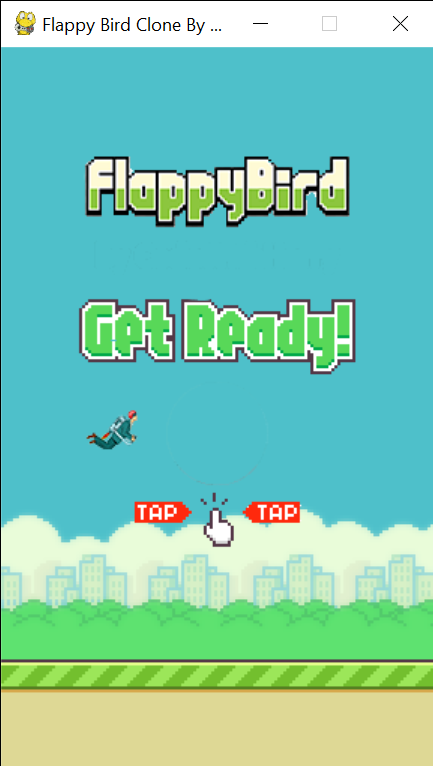 Flappy Bird Clone By ...
FlappyBird
Get Ready!
TAP TAP